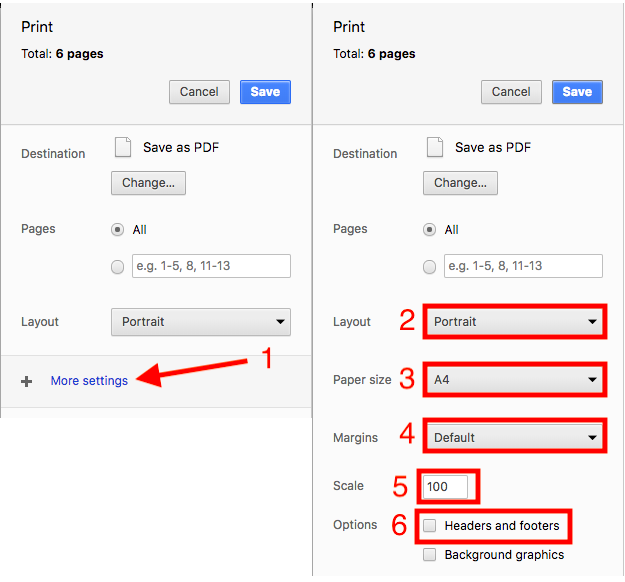 Print
Total: 6 pages
Cancel Save
Destination Save as PDF
Change...
Pages All
e.g. 1-5, 8, 11-13
Layout Portrait
1
More settings
Print
Total: 6 pages
Cancel Save
Destination Save as PDF
Change...
Pages All
e.g. 1-5, 8, 11-13
Layout 2 Portrait
Paper size 3 A4
Margins 4 Default
Scale 5 100
Options 6 Headers and footers
Background graphics